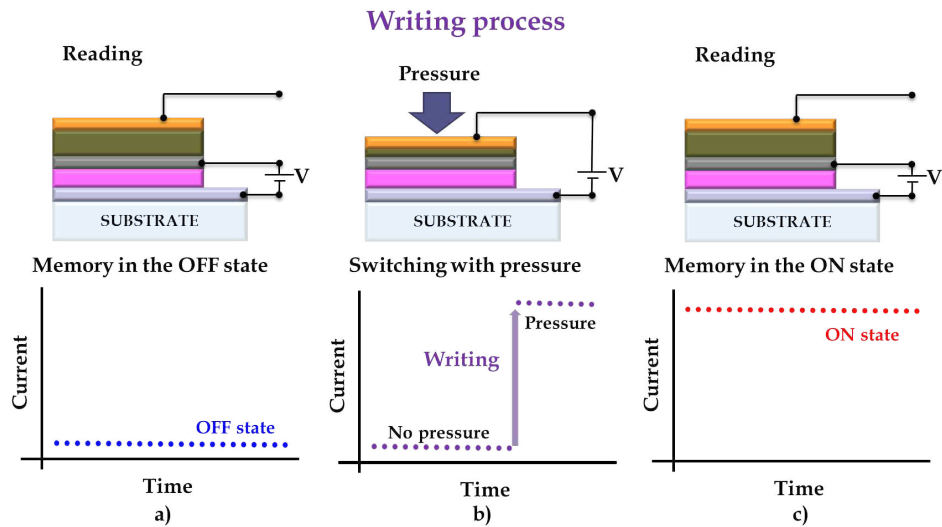 Writing process
Reading
Pressure
Reading
V
V
V
SUBSTRATE
SUBSTRATE
SUBSTRATE
Memory in the OFF state
Switching with pressure
Memory in the ON state
Current
OFF state
Time
a)
Current
Pressure
Writing
No pressure
Time
b)
Current
ON state
Time
c)